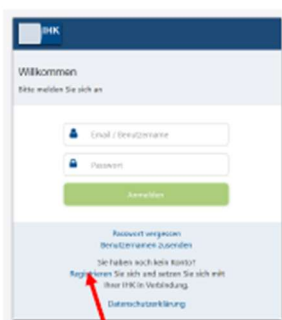 IHK
Willkommen
Bitte melden Sie sich an
Email / Benutzername
Passwort
Anmelden
Passwort vergessen
Benutzernamen zusenden
Sie haben noch kein Konto?
Registrieren Sie sich und setzen Sie sich mit
Ihrer IHK in Verbindung.
Datenschutzerklärung